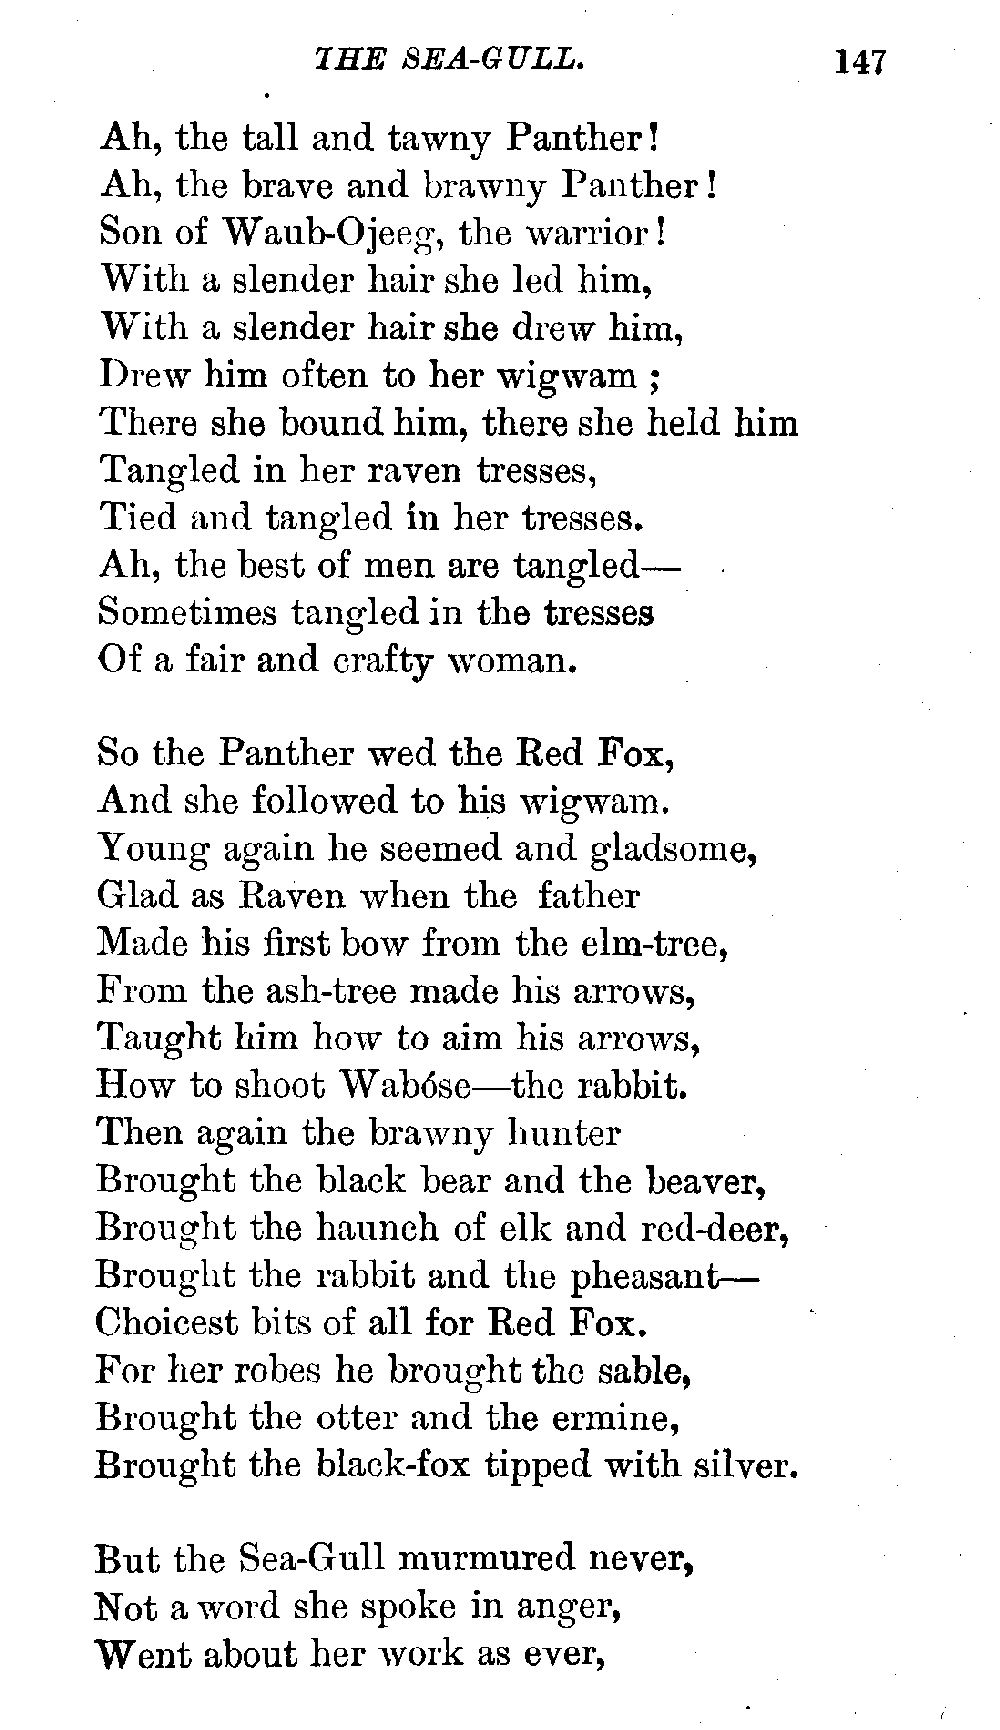 THE SEA-GULL. 147
Ah, the tall and tawny Panther!
Ah, the brave and brawny Panther!
Son of Waub-Ojeeg, the warrior!
With a slender hair she led him,
With a slender hair she drew him,
Drew him often to her wigwam ;
There she bound him, there she held him
Tangled in her raven tresses,
Tied and tangled in her tresses.
Ah, the best of men are tangled—
Sometimes tangled in the tresses
Of a fair and crafty woman.
So the Panther wed the Red Fox,
And she followed to his wigwam.
Young again he seemed and gladsome,
Glad as Raven when the father
Made his first bow from the elm-tree,
From the ash-tree made his arrows,
Taught him how to aim his arrows,
How to shoot Wabóse—the rabbit.
Then again the brawny hunter
Brought the black bear and the beaver,
Brought the haunch of elk and red-deer,
Brought the rabbit and the pheasant—
Choicest bits of all for Red Fox.
For her robes he brought the sable,
Brought the otter and the ermine,
Brought the black-fox tipped with silver.
But the Sea-Gull murmured never,
Not a word she spoke in anger,
Went about her work as ever,